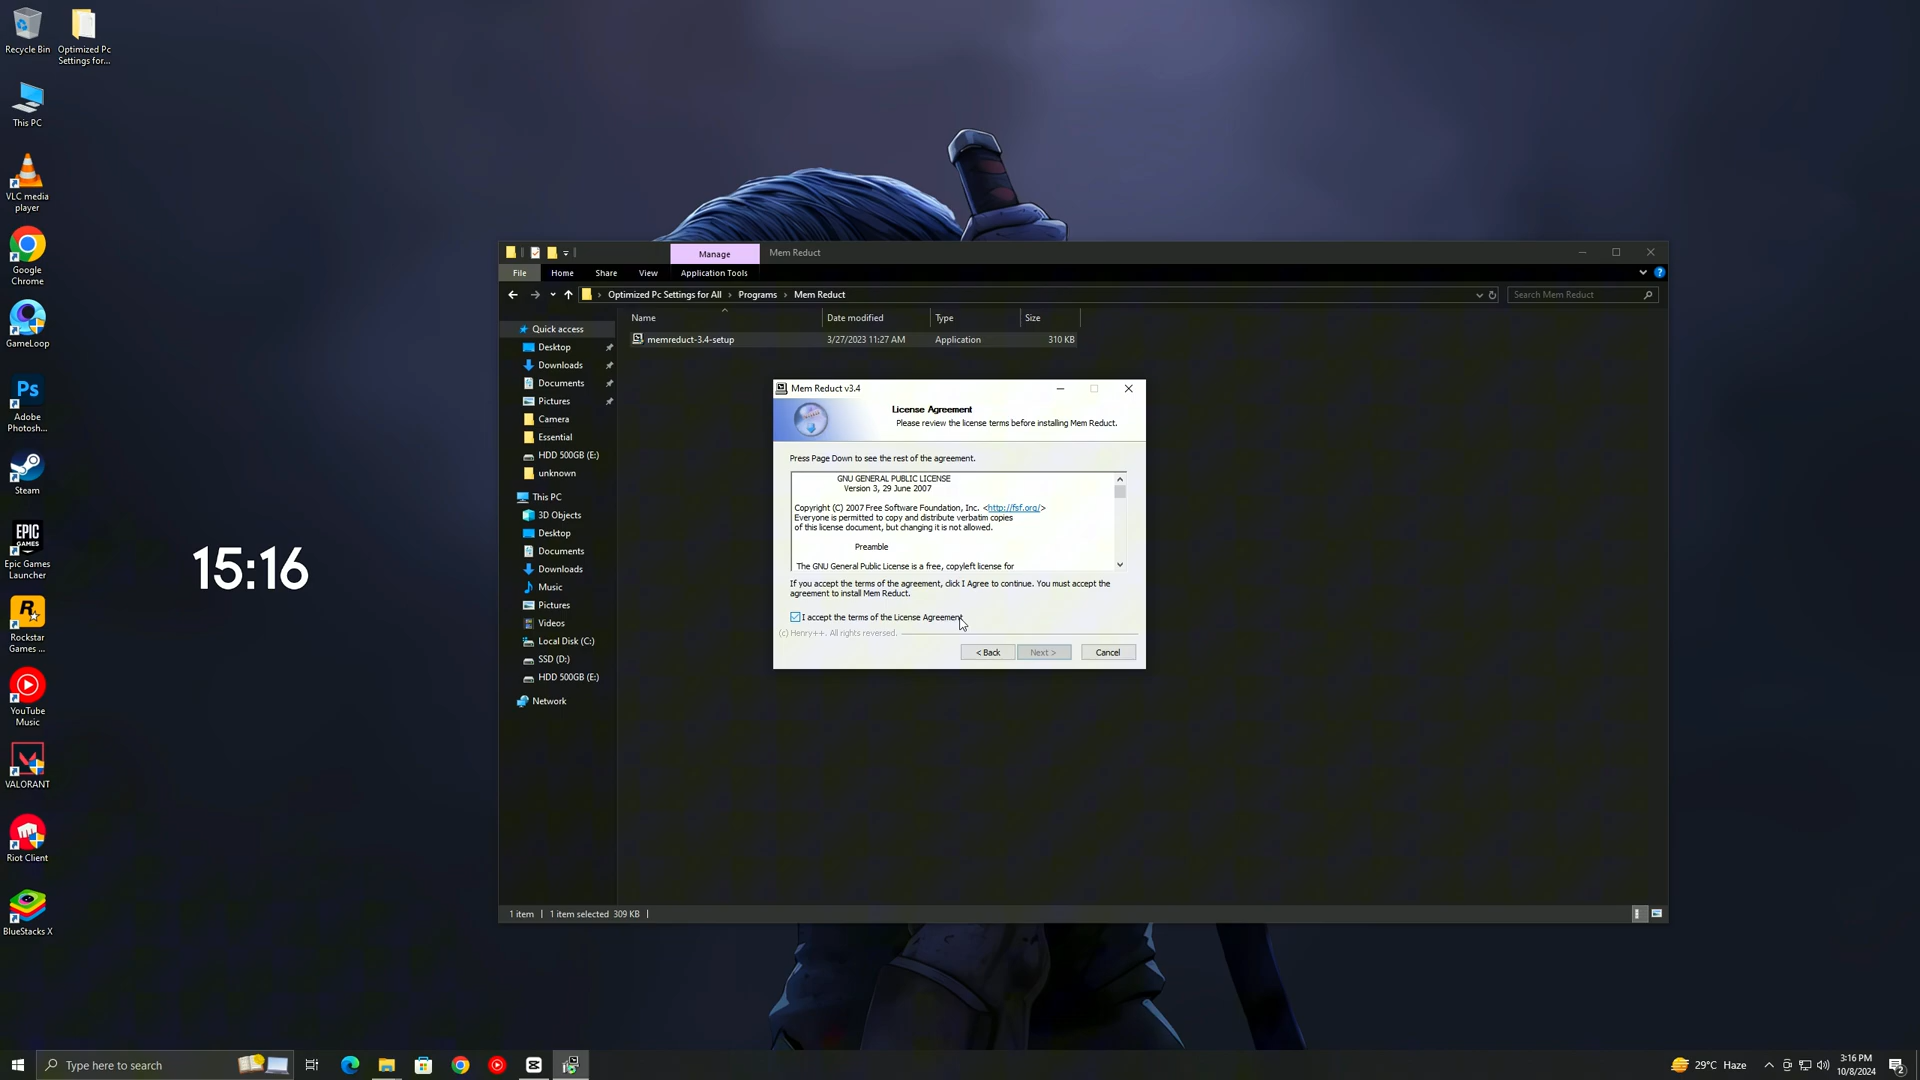 Recycle Bin
Optimized Pc
Settings for...
This PC
VLC media
player
Google
Chrome
GameLoop
Ps
Adobe
Photosh...
Steam
EPIC
GAMES
Epic Games
Launcher
Rockstar
Games ...
YouTube
Music
VALORANT
Riot Client
BlueStacks X
15:16
Manage
Mem Reduct
File
Home
Share
View
Application Tools
Optimized Pc Settings for All
Programs
Mem Reduct
Search Mem Reduct
Name
Date modified
Type
Size
memreduct-3.4-setup
3/27/2023 11:27 AM
Application
310 KB
Quick access
Desktop
Downloads
Documents
Pictures
Camera
Essential
HDD 500GB (E:)
unknown
This PC
3D Objects
Desktop
Documents
Downloads
Music
Pictures
Videos
Local Disk (C:)
SSD (D:)
HDD 500GB (E:)
Network
Mem Reduct v3.4
License Agreement
Please review the license terms before installing Mem Reduct.
Press Page Down to see the rest of the agreement.
GNU GENERAL PUBLIC LICENSE
Version 3, 29 June 2007
Copyright (C) 2007 Free Software Foundation, Inc. <http://fsf.org/>
Everyone is permitted to copy and distribute verbatim copies
of this license document, but changing it is not allowed.
Preamble
The GNU General Public License is a free, copyleft license for
If you accept the terms of the agreement, click I Agree to continue. You must accept the
agreement to install Mem Reduct.
I accept the terms of the License Agreement
(c) Henry++. All rights reversed.
< Back
Next >
Cancel
1 item
1 item selected 309 KB
Type here to search
29°C Haze
3:16 PM
10/8/2024
2